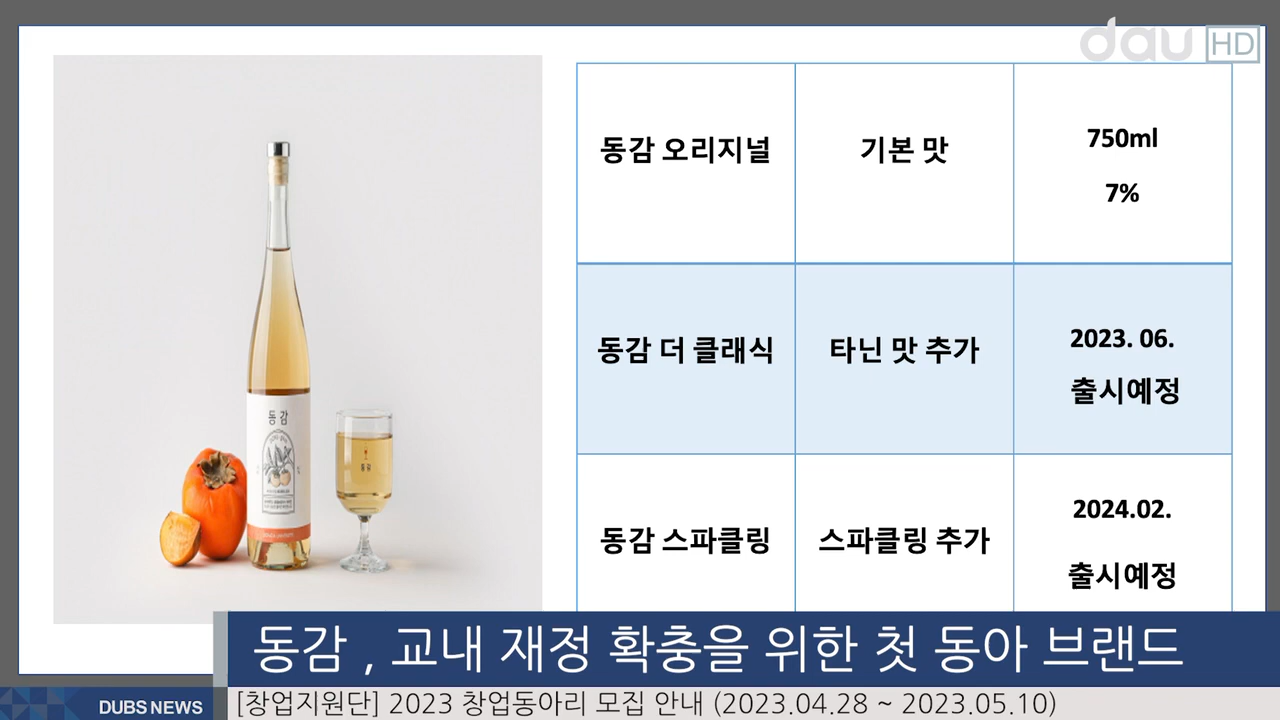 dau HD
동감 오리지널
기본 맛
750ml
7%
동감 더 클래식
타닌 맛 추가
2023. 06.
출시예정
동감 스파클링
스파클링 추가
2024.02.
출시예정
동감
동감
동감 , 교내 재정 확충을 위한 첫 동아 브랜드
DUBS NEWS
[창업지원단] 2023 창업동아리 모집 안내 (2023.04.28 ~ 2023.05.10)